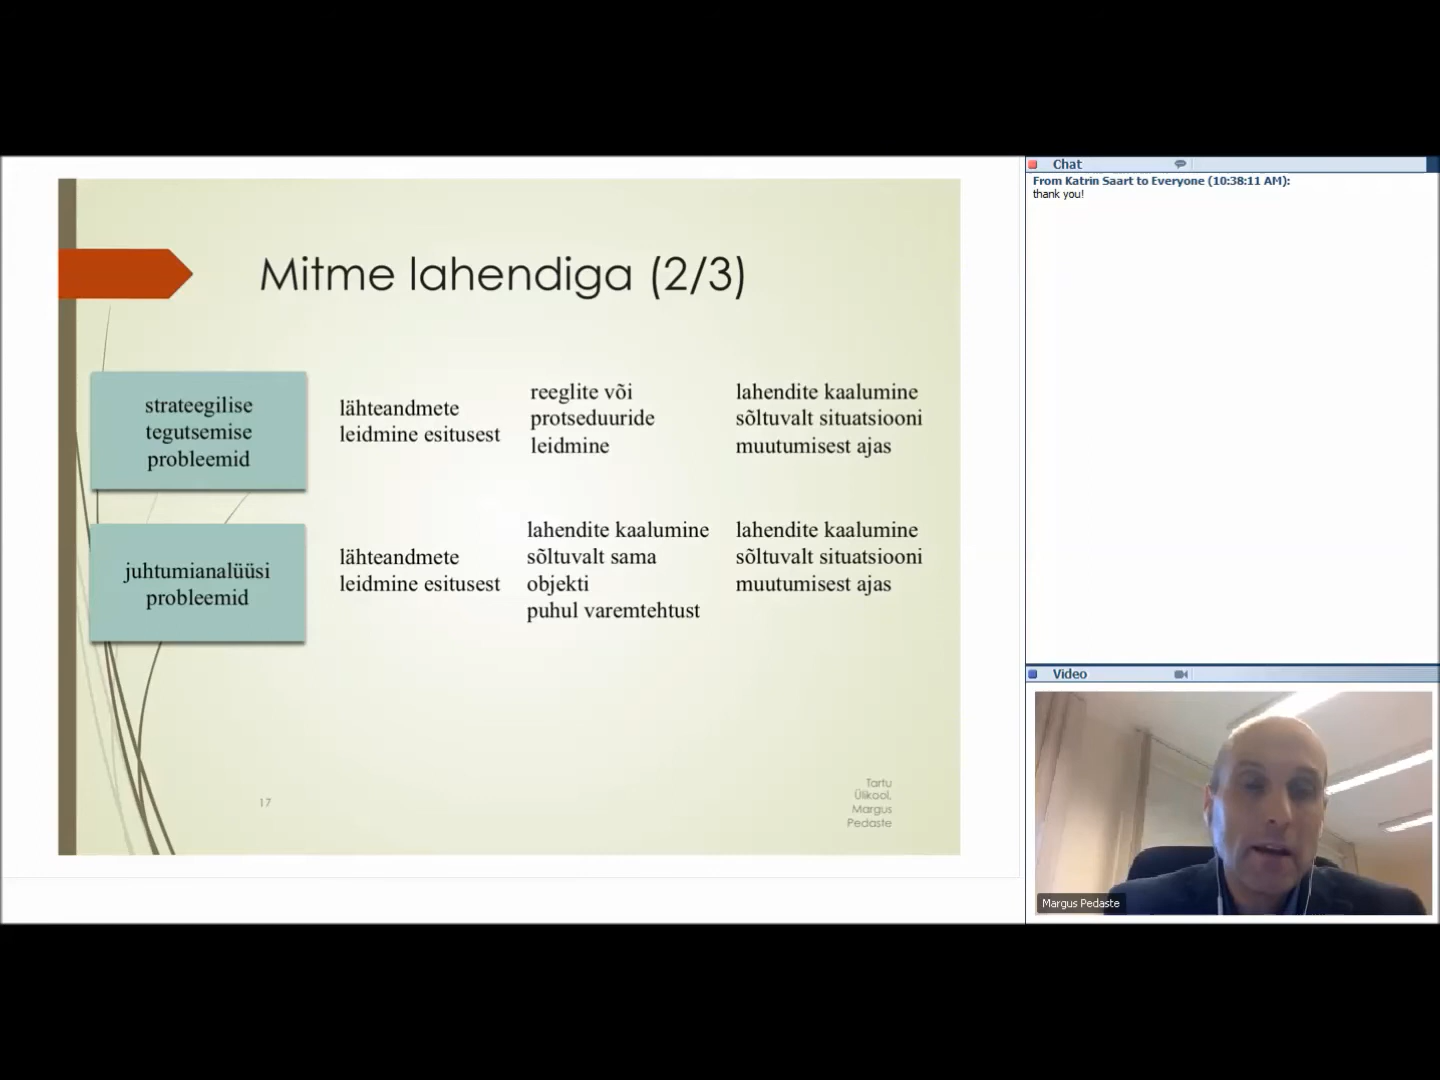 Mitme lahendiga (2/3)
strateegilise
tegutsemise
probleemid
lähteandmete
leidmine esitusest
reeglite või
protseduuride
leidmine
lahendite kaalumine
sõltuvalt situatsiooni
muutumisest ajas
juhtumianalüüsi
probleemid
lähteandmete
leidmine esitusest
lahendite kaalumine
sõltuvalt sama
objekti
puhul varemtehtust
lahendite kaalumine
sõltuvalt situatsiooni
muutumisest ajas
17
Tartu
Ülikool,
Margus
Pedaste
Chat
From Katrin Saart to Everyone (10:38:11 AM):
thank you!
Video
Margus Pedaste